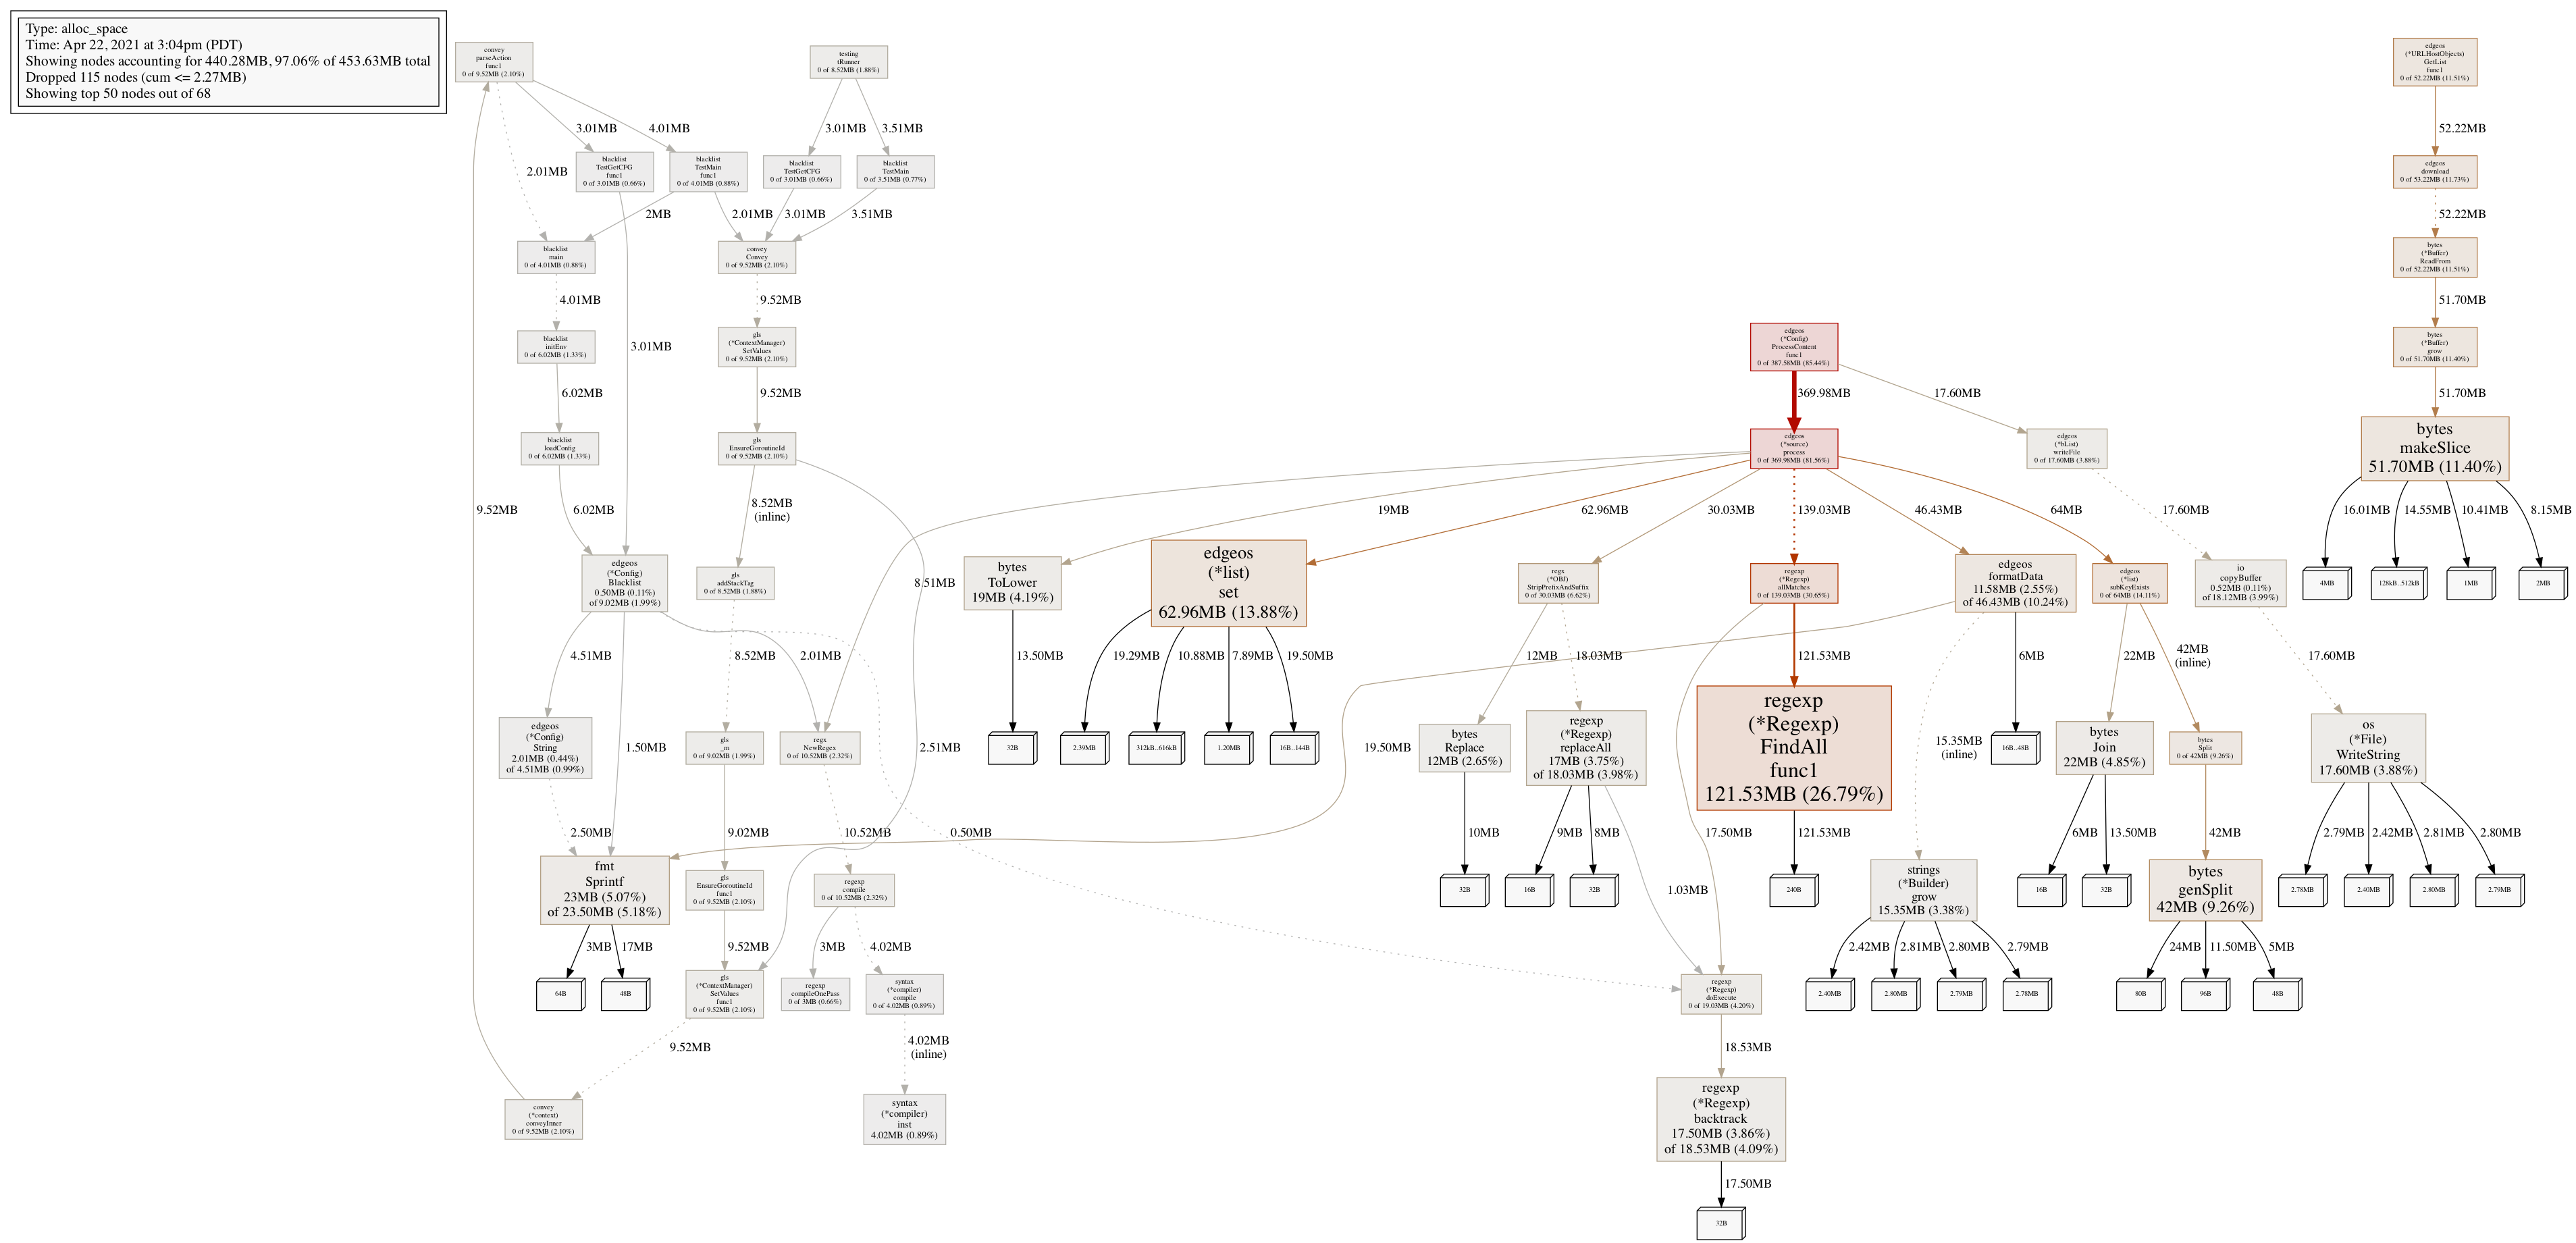 Type: alloc_space
Time: Apr 22, 2021 at 3:04pm (PDT)
Showing nodes accounting for 440.28MB, 97.06% of 453.63MB total
Dropped 115 nodes (cum <= 2.27MB)
Showing top 50 nodes out of 68
convey
parseAction
func1
0 of 9.52MB (2.10%)
testing
tRunner
0 of 8.52MB (1.88%)
edgeos
(*URLHostObjects)
GetList
func1
0 of 52.22MB (11.51%)
3.01MB
4.01MB
3.01MB
3.51MB
52.22MB
2.01MB
blacklist
TestGetCFG
func1
0 of 3.01MB (0.66%)
blacklist
TestMain
func1
0 of 4.01MB (0.88%)
blacklist
TestGetCFG
0 of 3.01MB (0.66%)
blacklist
TestMain
0 of 3.51MB (0.77%)
edgeos
download
0 of 53.22MB (11.73%)
2MB
2.01MB
3.01MB
3.51MB
52.22MB
blacklist
main
0 of 4.01MB (0.88%)
convey
Convey
0 of 9.52MB (2.10%)
bytes
(*Buffer)
ReadFrom
0 of 52.22MB (11.51%)
4.01MB
9.52MB
51.70MB
blacklist
initEnv
0 of 6.02MB (1.33%)
3.01MB
gls
(*ContextManager)
SetValues
0 of 9.52MB (2.10%)
edgeos
(*Config)
ProcessContent
func1
0 of 387.58MB (85.44%)
bytes
(*Buffer)
grow
0 of 51.70MB (11.40%)
6.02MB
9.52MB
369.98MB
17.60MB
51.70MB
blacklist
loadConfig
0 of 6.02MB (1.33%)
gls
EnsureGoroutineId
0 of 9.52MB (2.10%)
edgeos
(*source)
process
0 of 369.98MB (81.56%)
edgeos
(*bList)
writeFile
0 of 17.60MB (3.88%)
bytes
makeSlice
51.70MB (11.40%)
9.52MB
6.02MB
8.52MB
(inline)
19MB
62.96MB
30.03MB
139.03MB
46.43MB
64MB
17.60MB
16.01MB
14.55MB
10.41MB
8.15MB
edgeos
(*Config)
Blacklist
0.50MB (0.11%)
of 9.02MB (1.99%)
gls
addStackTag
0 of 8.52MB (1.88%)
8.51MB
bytes
ToLower
19MB (4.19%)
edgeos
(*list)
set
62.96MB (13.88%)
regx
(*OBJ)
StripPrefixAndSuffix
0 of 30.03MB (6.62%)
regexp
(*Regexp)
allMatches
0 of 139.03MB (30.65%)
edgeos
formatData
11.58MB (2.55%)
of 46.43MB (10.24%)
edgeos
(*list)
subKeyExists
0 of 64MB (14.11%)
io
copyBuffer
0.52MB (0.11%)
of 18.12MB (3.99%)
4MB
128kB..512kB
1MB
2MB
4.51MB
8.52MB
2.01MB
13.50MB
19.29MB
10.88MB
7.89MB
19.50MB
12MB
18.03MB
121.53MB
6MB
22MB
42MB
(inline)
17.60MB
edgeos
(*Config)
String
2.01MB (0.44%)
of 4.51MB (0.99%)
1.50MB
gls
_m
0 of 9.02MB (1.99%)
regx
NewRegex
0 of 10.52MB (2.32%)
2.51MB
32B
2.39MB
312kB..616kB
1.20MB
16B..144B
19.50MB
bytes
Replace
12MB (2.65%)
regexp
(*Regexp)
replaceAll
17MB (3.75%)
of 18.03MB (3.98%)
regexp
(*Regexp)
FindAll
func1
121.53MB (26.79%)
15.35MB
(inline)
16B..48B
bytes
Join
22MB (4.85%)
bytes
Split
0 of 42MB (9.26%)
os
(*File)
WriteString
17.60MB (3.88%)
2.50MB
9.02MB
10.52MB
0.50MB
10MB
9MB
8MB
17.50MB
121.53MB
6MB
13.50MB
42MB
2.79MB
2.42MB
2.81MB
2.80MB
fmt
Sprintf
23MB (5.07%)
of 23.50MB (5.18%)
gls
EnsureGoroutineId
func1
0 of 9.52MB (2.10%)
regexp
compile
0 of 10.52MB (2.32%)
32B
16B
32B
1.03MB
240B
strings
(*Builder)
grow
15.35MB (3.38%)
16B
32B
bytes
genSplit
42MB (9.26%)
2.78MB
2.40MB
2.80MB
2.79MB
3MB
17MB
9.52MB
3MB
4.02MB
2.42MB
2.81MB
2.80MB
2.79MB
24MB
11.50MB
5MB
64B
48B
gls
(*ContextManager)
SetValues
func1
0 of 9.52MB (2.10%)
regexp
compileOnePass
0 of 3MB (0.66%)
syntax
(*compiler)
compile
0 of 4.02MB (0.89%)
regexp
(*Regexp)
doExecute
0 of 19.03MB (4.20%)
2.40MB
2.80MB
2.79MB
2.78MB
80B
96B
48B
9.52MB
4.02MB
(inline)
18.53MB
convey
(*context)
conveyInner
0 of 9.52MB (2.10%)
syntax
(*compiler)
inst
4.02MB (0.89%)
regexp
(*Regexp)
backtrack
17.50MB (3.86%)
of 18.53MB (4.09%)
17.50MB
32B